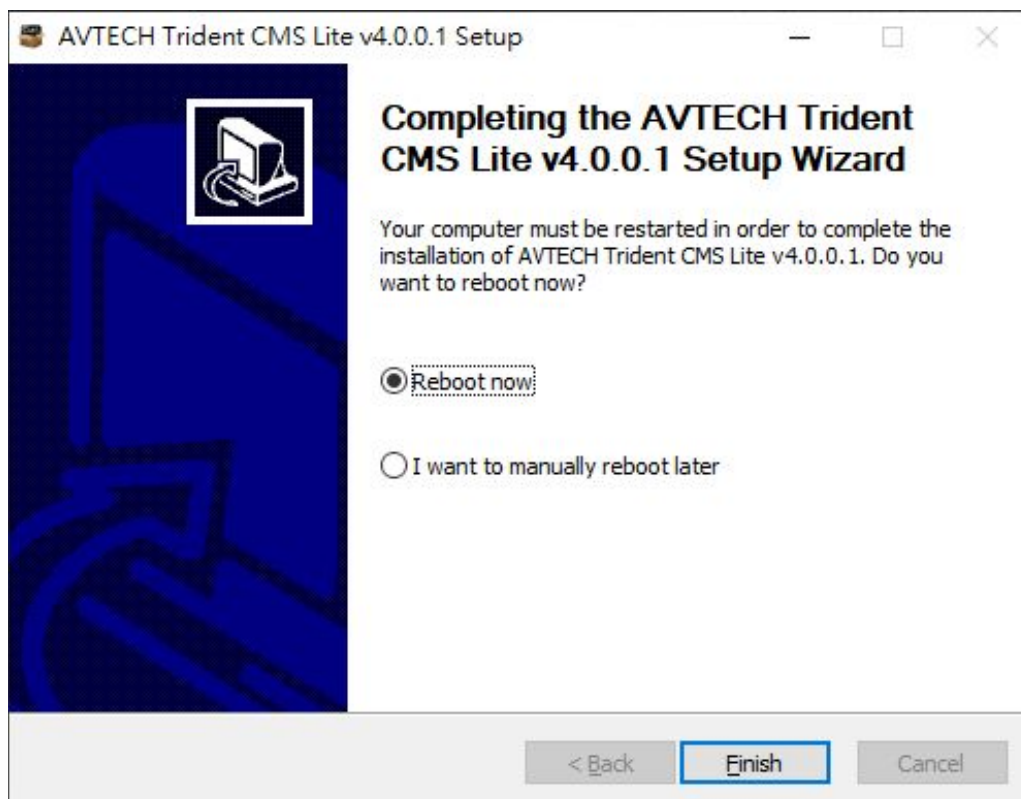 AVTECH Trident CMS Lite v4.0.0.1 Setup
Completing the AVTECH Trident
CMS Lite v4.0.0.1 Setup Wizard
Your computer must be restarted in order to complete the
installation of AVTECH Trident CMS Lite v4.0.0.1. Do you
want to reboot now?
Reboot now
I want to manually reboot later
< Back
Finish
Cancel